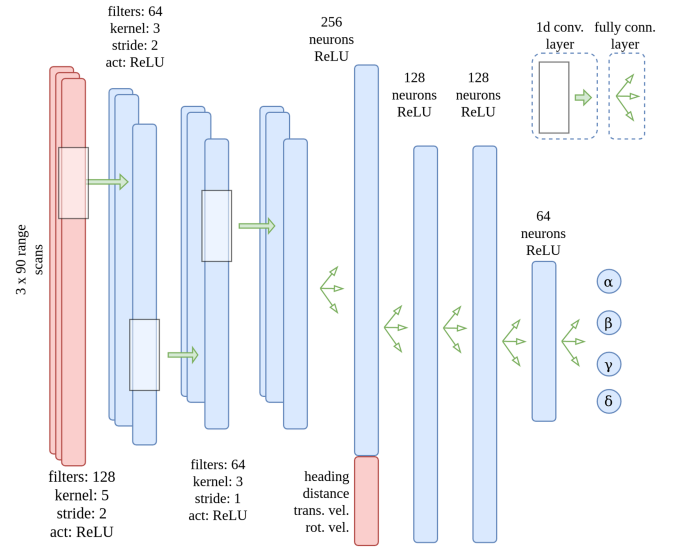 filters: 64
kernel: 3
stride: 2
act: ReLU
256
neurons
ReLU
128
neurons
ReLU
128
neurons
ReLU
1d conv.
layer
fully conn.
layer
3 x 90 range
scans
64
neurons
ReLU
α
β
γ
δ
filters: 128
kernel: 5
stride: 2
act: ReLU
filters: 64
kernel: 3
stride: 1
act: ReLU
heading
distance
trans. vel.
rot. vel.